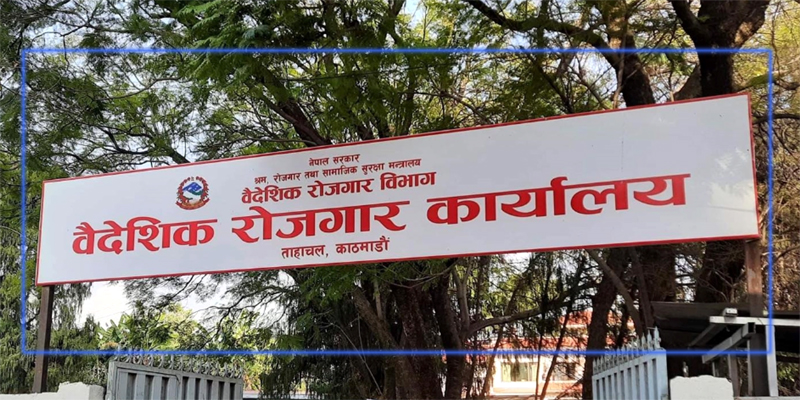 नेपाल सरकार
श्रम, रोजगार तथा सामाजिक सुरक्षा मन्त्रालय
वैदेशिक रोजगार विभाग
वैदेशिक रोजगार कार्यालय
ताहाचल, काठमाडौं